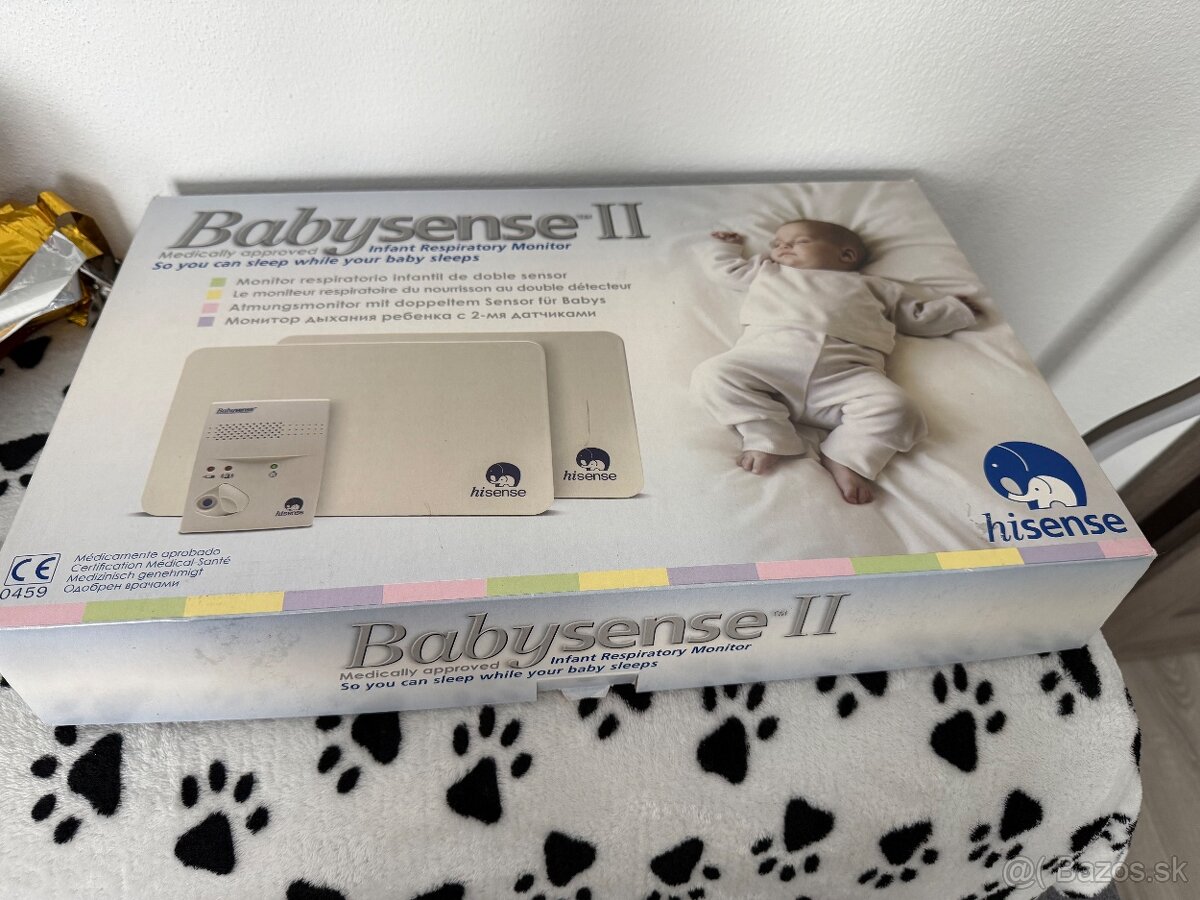 Babysense™ II
Medically approved Infant Respiratory Monitor
So you can sleep while your baby sleeps
Monitor respiratorio infantil de doble sensor
Le moniteur respiratoire du nourrisson au double détecteur
Atmungsmonitor mit doppeltem Sensor für Babys
Монитор дыхания ребенка с 2-мя датчиками
Babysense
hisense
hisense
hisense
hisense
CE
0459
Médicamente aprobado
Certification Médical-Santé
Medizinisch genehmigt
Одобрен врачами
Babysense™ II
Medically approved Infant Respiratory Monitor
So you can sleep while your baby sleeps
Bazos.sk